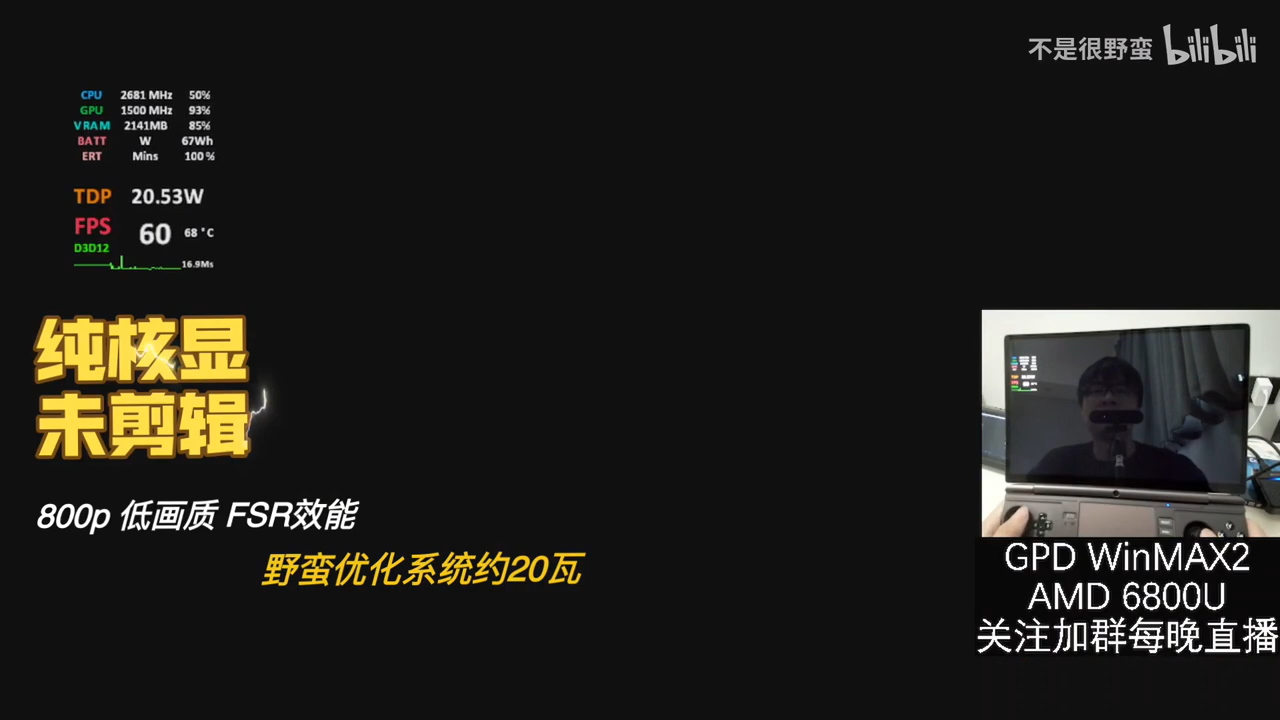 不是很野蛮 bilibili
CPU 2681 MHz 50%
GPU 1500 MHz 93%
VRAM 2141MB 85%
BATT W 67Wh
ERT Mins 100 %
TDP 20.53W
FPS 60 68 °C
D3D12
16.9Ms
纯核显
未剪辑
800p 低画质 FSR效能
野蛮优化系统约20瓦
GPD WinMAX2
AMD 6800U
关注加群每晚直播